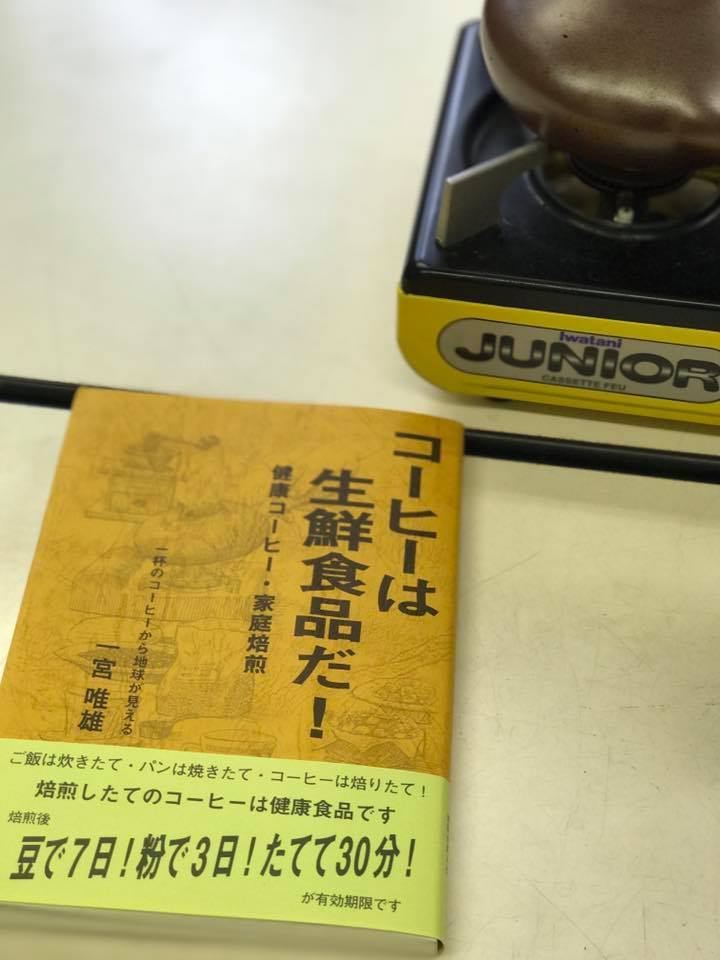 iwatani
JUNIOR
CASSETTE FEU
コーヒーは
生鮮食品だ！
健康コーヒー・家庭焙煎
一杯のコーヒーから地球が見える
一宮 唯雄
ご飯は炊きたて・パンは焼きたて・コーヒーは焙りたて！
焙煎したてのコーヒーは健康食品です
焙煎後
豆で7日！粉で3日！たてて30分！
が有効期限です